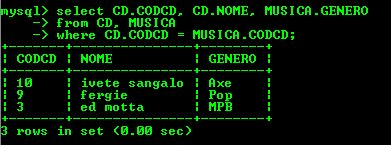 mysql> select CD.CODCD, CD.NOME, MUSICA.GENERO
-> from CD, MUSICA
-> where CD.CODCD = MUSICA.CODCD;
+-------+----------------+--------+
| CODCD | NOME | GENERO |
+-------+----------------+--------+
| 10 | ivete sangalo | Axe |
| 9 | fergie | Pop |
| 3 | ed motta | MPB |
+-------+----------------+--------+
3 rows in set (0.00 sec)